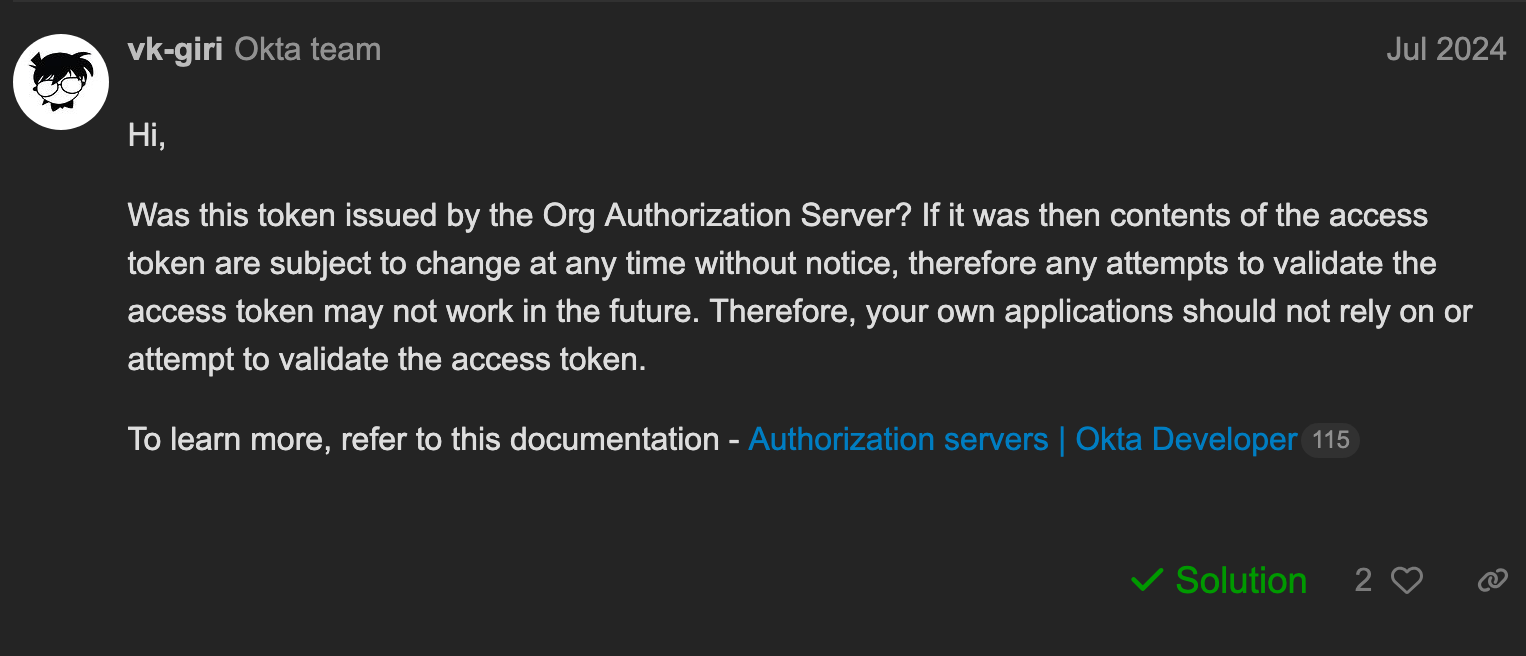 vk-giri Okta team
Jul 2024
Hi,
Was this token issued by the Org Authorization Server? If it was then contents of the access
token are subject to change at any time without notice, therefore any attempts to validate the
access token may not work in the future. Therefore, your own applications should not rely on or
attempt to validate the access token.
To learn more, refer to this documentation - Authorization servers | Okta Developer 115
Solution 2